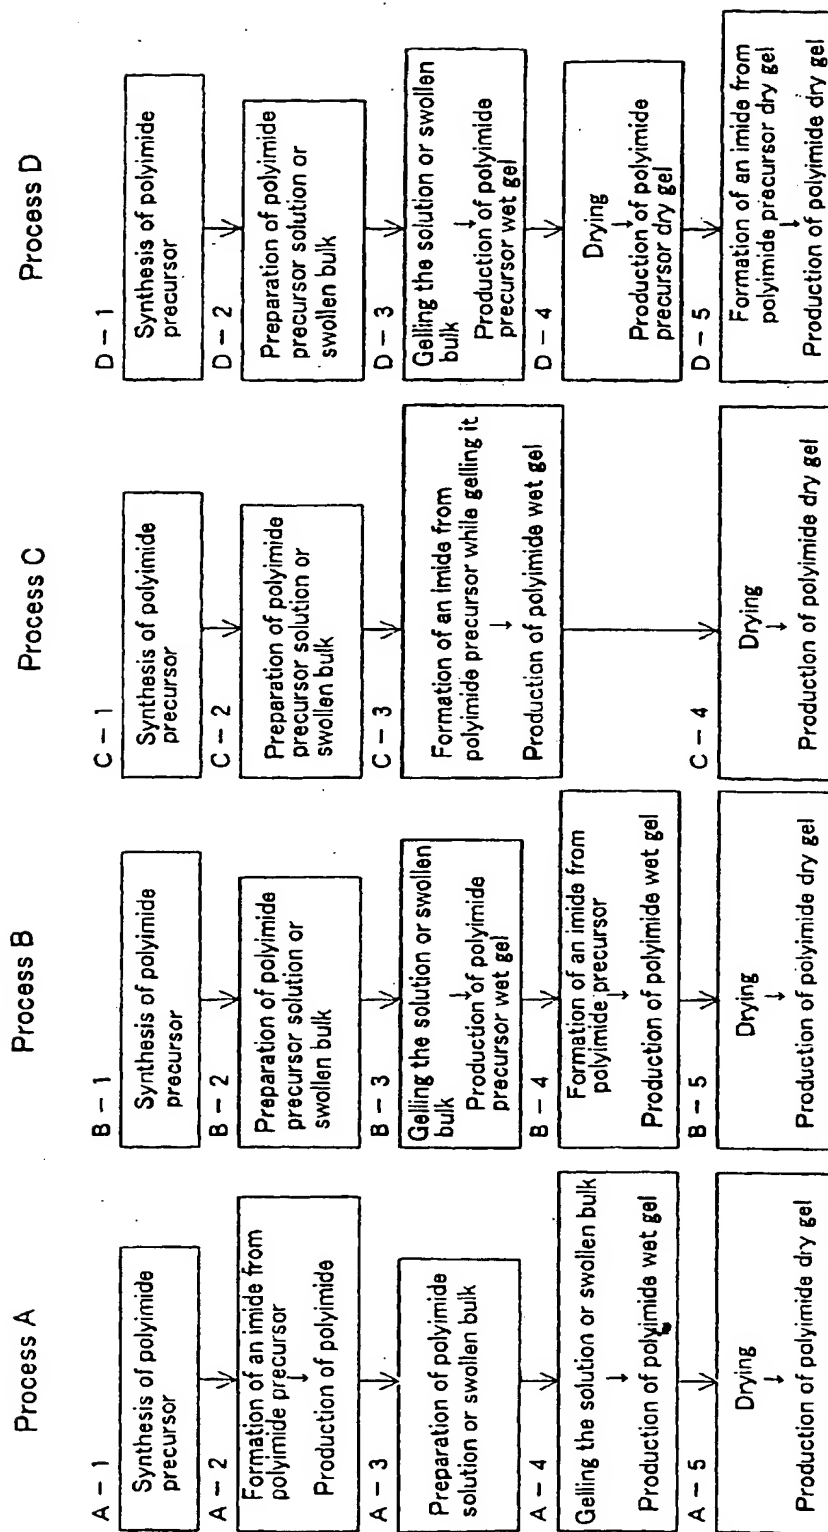 Process A
A – 1
Synthesis of polyimide
precursor
A – 2
Formation of an imide from
polyimide precursor
↓
Production of polyimide
A – 3
Preparation of polyimide
solution or swollen bulk
A – 4
Gelling the solution or swollen bulk
↓
Production of polyimide wet gel
A – 5
Drying
↓
Production of polyimide dry gel
Process B
B – 1
Synthesis of polyimide
precursor
B – 2
Preparation of polyimide
precursor solution or
swollen bulk
B – 3
Gelling the solution or swollen
bulk
↓
Production of polyimide
precursor wet gel
B – 4
Formation of an imide from
polyimide precursor
↓
Production of polyimide wet gel
B – 5
Drying
↓
Production of polyimide dry gel
Process C
C – 1
Synthesis of polyimide
precursor
C – 2
Preparation of polyimide
precursor solution or
swollen bulk
C – 3
Formation of an imide from
polyimide precursor while gelling it
↓
Production of polyimide wet gel
C – 4
Drying
↓
Production of polyimide dry gel
Process D
D – 1
Synthesis of polyimide
precursor
D – 2
Preparation of polyimide
precursor solution or
swollen bulk
D – 3
Gelling the solution or swollen
bulk
↓
Production of polyimide
precursor wet gel
D – 4
Drying
↓
Production of polyimide
precursor dry gel
D – 5
Formation of an imide from
polyimide precursor dry gel
↓
Production of polyimide dry gel